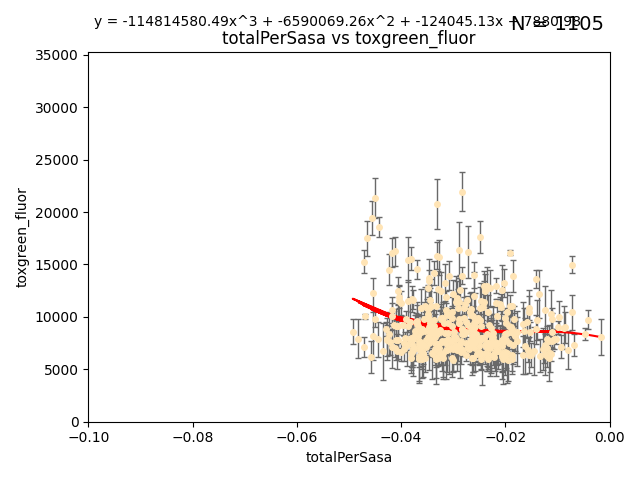 y = -114814580.49x^3 + -6590069.26x^2 + -124045.13x + 7880.98
N = 1105
totalPerSasa vs toxgreen_fluor
35000
30000
25000
20000
15000
10000
5000
0
toxgreen_fluor
−0.10
−0.08
−0.06
−0.04
−0.02
0.00
totalPerSasa